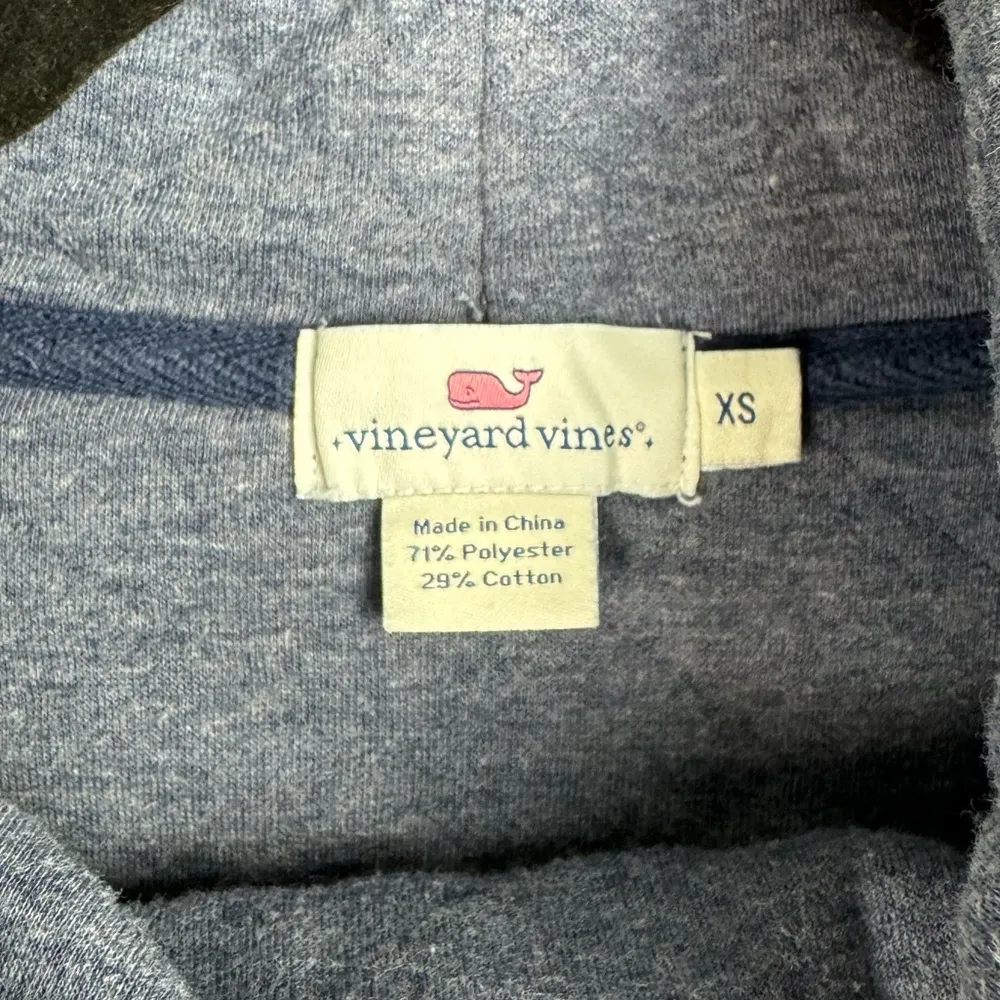 vineyard vines®
XS
Made in China
71% Polyester
29% Cotton